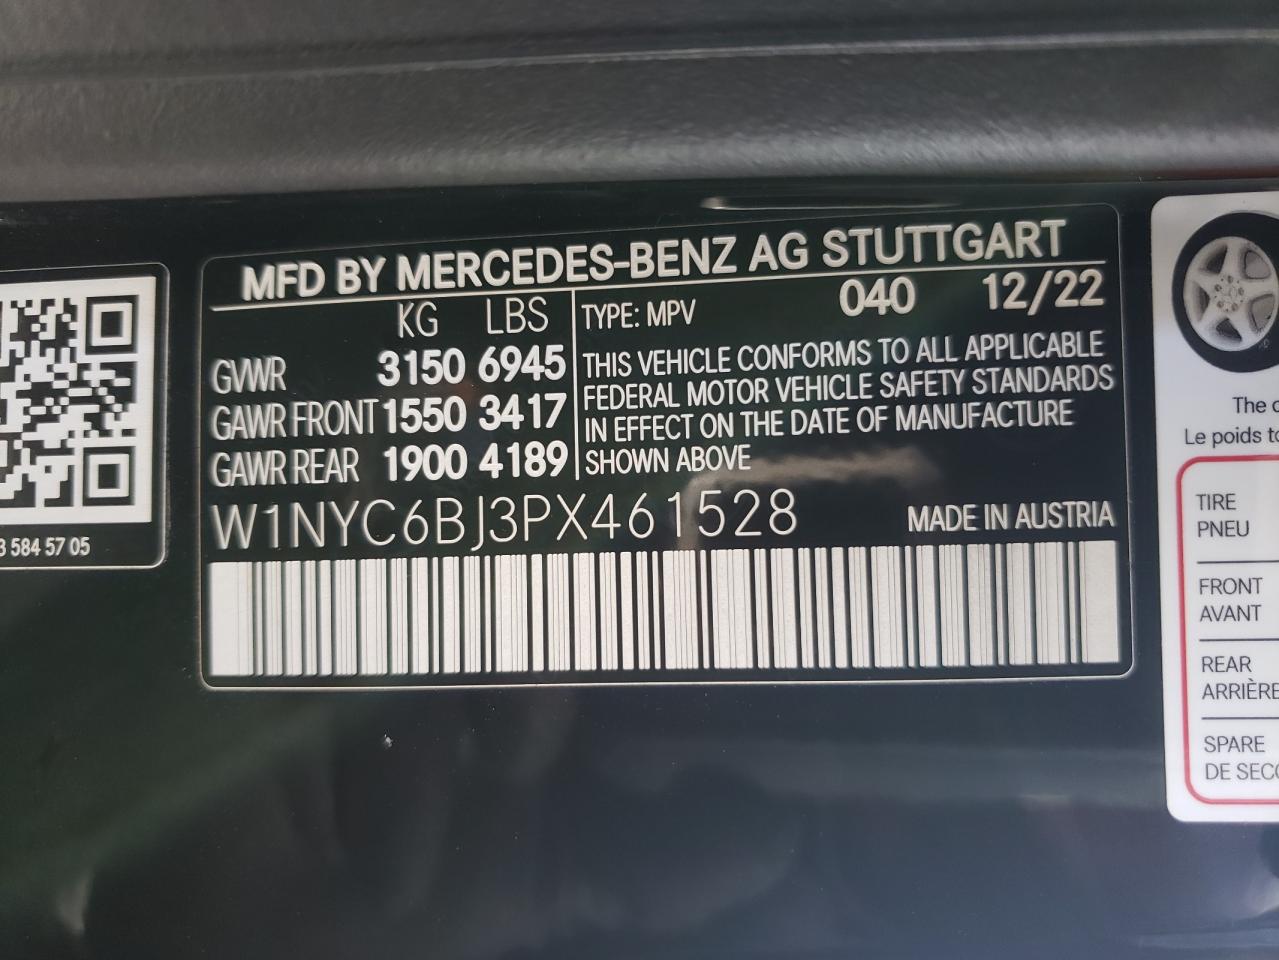 MFD BY MERCEDES-BENZ AG STUTTGART
KG LBS
GVWR 3150 6945
GAWR FRONT 1550 3417
GAWR REAR 1900 4189
TYPE: MPV 040 12/22
THIS VEHICLE CONFORMS TO ALL APPLICABLE
FEDERAL MOTOR VEHICLE SAFETY STANDARDS
IN EFFECT ON THE DATE OF MANUFACTURE
SHOWN ABOVE
W1NYC6BJ3PX461528 MADE IN AUSTRIA
3 584 57 05
The
Le poids
TIRE
PNEU
FRONT
AVANT
REAR
ARRIÈRE
SPARE
DE